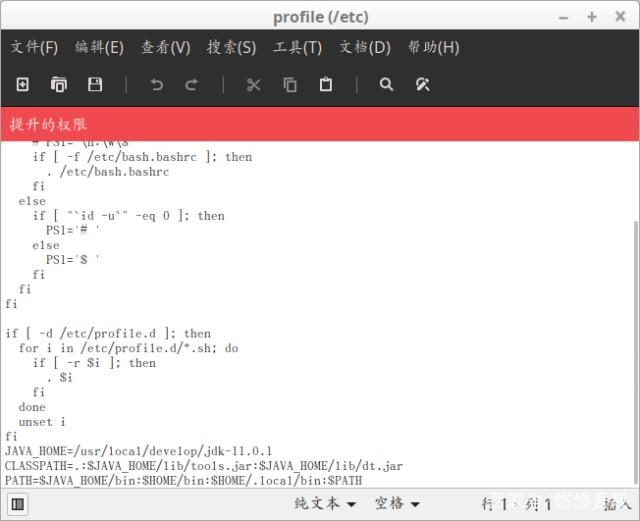 profile (/etc)
文件(F) 编辑(E) 查看(V) 搜索(S) 工具(T) 文档(D) 帮助(H)
提升的权限
# PS1='\h:\w\$ '
if [ -f /etc/bash.bashrc ]; then
. /etc/bash.bashrc
fi
else
if [ "`id -u`" -eq 0 ]; then
PS1='# '
else
PS1='$ '
fi
fi
fi
if [ -d /etc/profile.d ]; then
for i in /etc/profile.d/*.sh; do
if [ -r $i ]; then
. $i
fi
done
unset i
fi
JAVA_HOME=/usr/local/develop/jdk-11.0.1
CLASSPATH=.:$JAVA_HOME/lib/tools.jar:$JAVA_HOME/lib/dt.jar
PATH=$JAVA_HOME/bin:$HOME/bin:$HOME/.local/bin:$PATH
纯文本 空格 行 1，列 1 插入